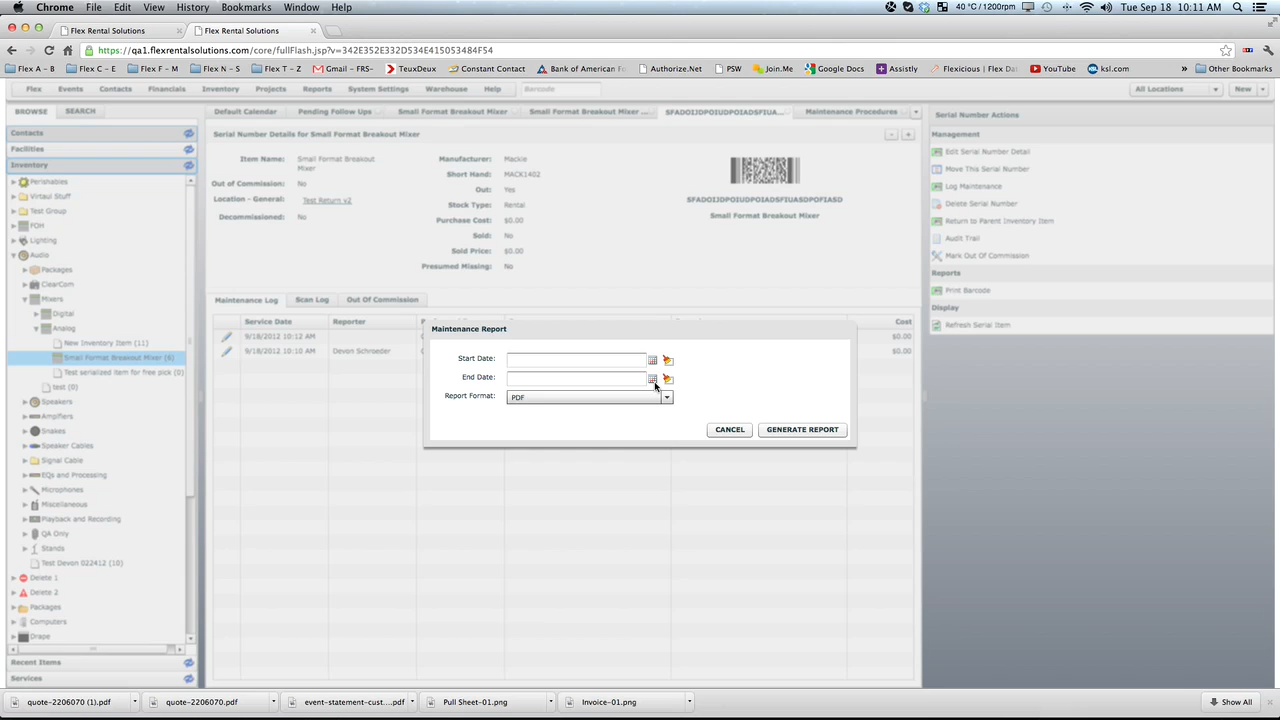 Chrome File Edit View History Bookmarks Window Help 40 °C / 1200rpm Tue Sep 18 10:11 AM
Flex Rental Solutions Flex Rental Solutions
https://qa1.flexrentalsolutions.com/core/fullFlash.jsp?v=342E352E332D534E415053484F54
Flex A - B Flex C - E Flex F - M Flex N - S Flex T - Z Gmail - FRS- TeuxDeux Constant Contact Bank of American Fo Authorize.Net PSW Join.Me Google Docs Assistly Flexicious | Flex Dat YouTube ksl.com » Other Bookmarks
Flex Events Contacts Financials Inventory Projects Reports System Settings Warehouse Help Barcode All Locations New
BROWSE SEARCH Default Calendar Pending Follow Ups Small Format Breakout Mixer Small Format Breakout Mixer ... SFADOIJDPOIUDPOIADSFIUA... Maintenance Procedures
Contacts
Facilities
Inventory
Perishables
Virtaul Stuff
Test Group
FOH
Lighting
Audio
Packages
ClearCom
Mixers
Digital
Analog
New Inventory Item (11)
Small Format Breakout Mixer (6)
Test serialized item for free pick (0)
test (0)
Speakers
Amplifiers
Snakes
Speaker Cables
Signal Cable
EQs and Processing
Microphones
Miscellaneous
Playback and Recording
QA Only
Stands
Test Devon 022412 (10)
Delete 1
Delete 2
Packages
Computers
Drape
Recent Items
Services
Serial Number Details for Small Format Breakout Mixer
Item Name: Small Format Breakout
Mixer
Out of Commission: No
Location - General: Test Return v2
Decommissioned: No
Manufacturer: Mackie
Short Hand: MACK1402
Out: Yes
Stock Type: Rental
Purchase Cost: $0.00
Sold: No
Sold Price: $0.00
Presumed Missing: No
SFADOIJDPOIUDPOIUDSFIUASDPOFIASD
Small Format Breakout Mixer
Maintenance Log Scan Log Out Of Commission
Service Date Reporter Cost
9/18/2012 10:12 AM $0.00
9/18/2012 10:10 AM Devon Schroeder $0.00
Maintenance Report
Start Date:
End Date:
Report Format: PDF
CANCEL GENERATE REPORT
Serial Number Actions
Management
Edit Serial Number Detail
Move This Serial Number
Log Maintenance
Delete Serial Number
Return to Parent Inventory Item
Audit Trail
Mark Out Of Commission
Reports
Print Barcode
Display
Refresh Serial Item
quote-2206070 (1).pdf quote-2206070.pdf event-statement-cust....pdf Pull Sheet-01.png Invoice-01.png Show All